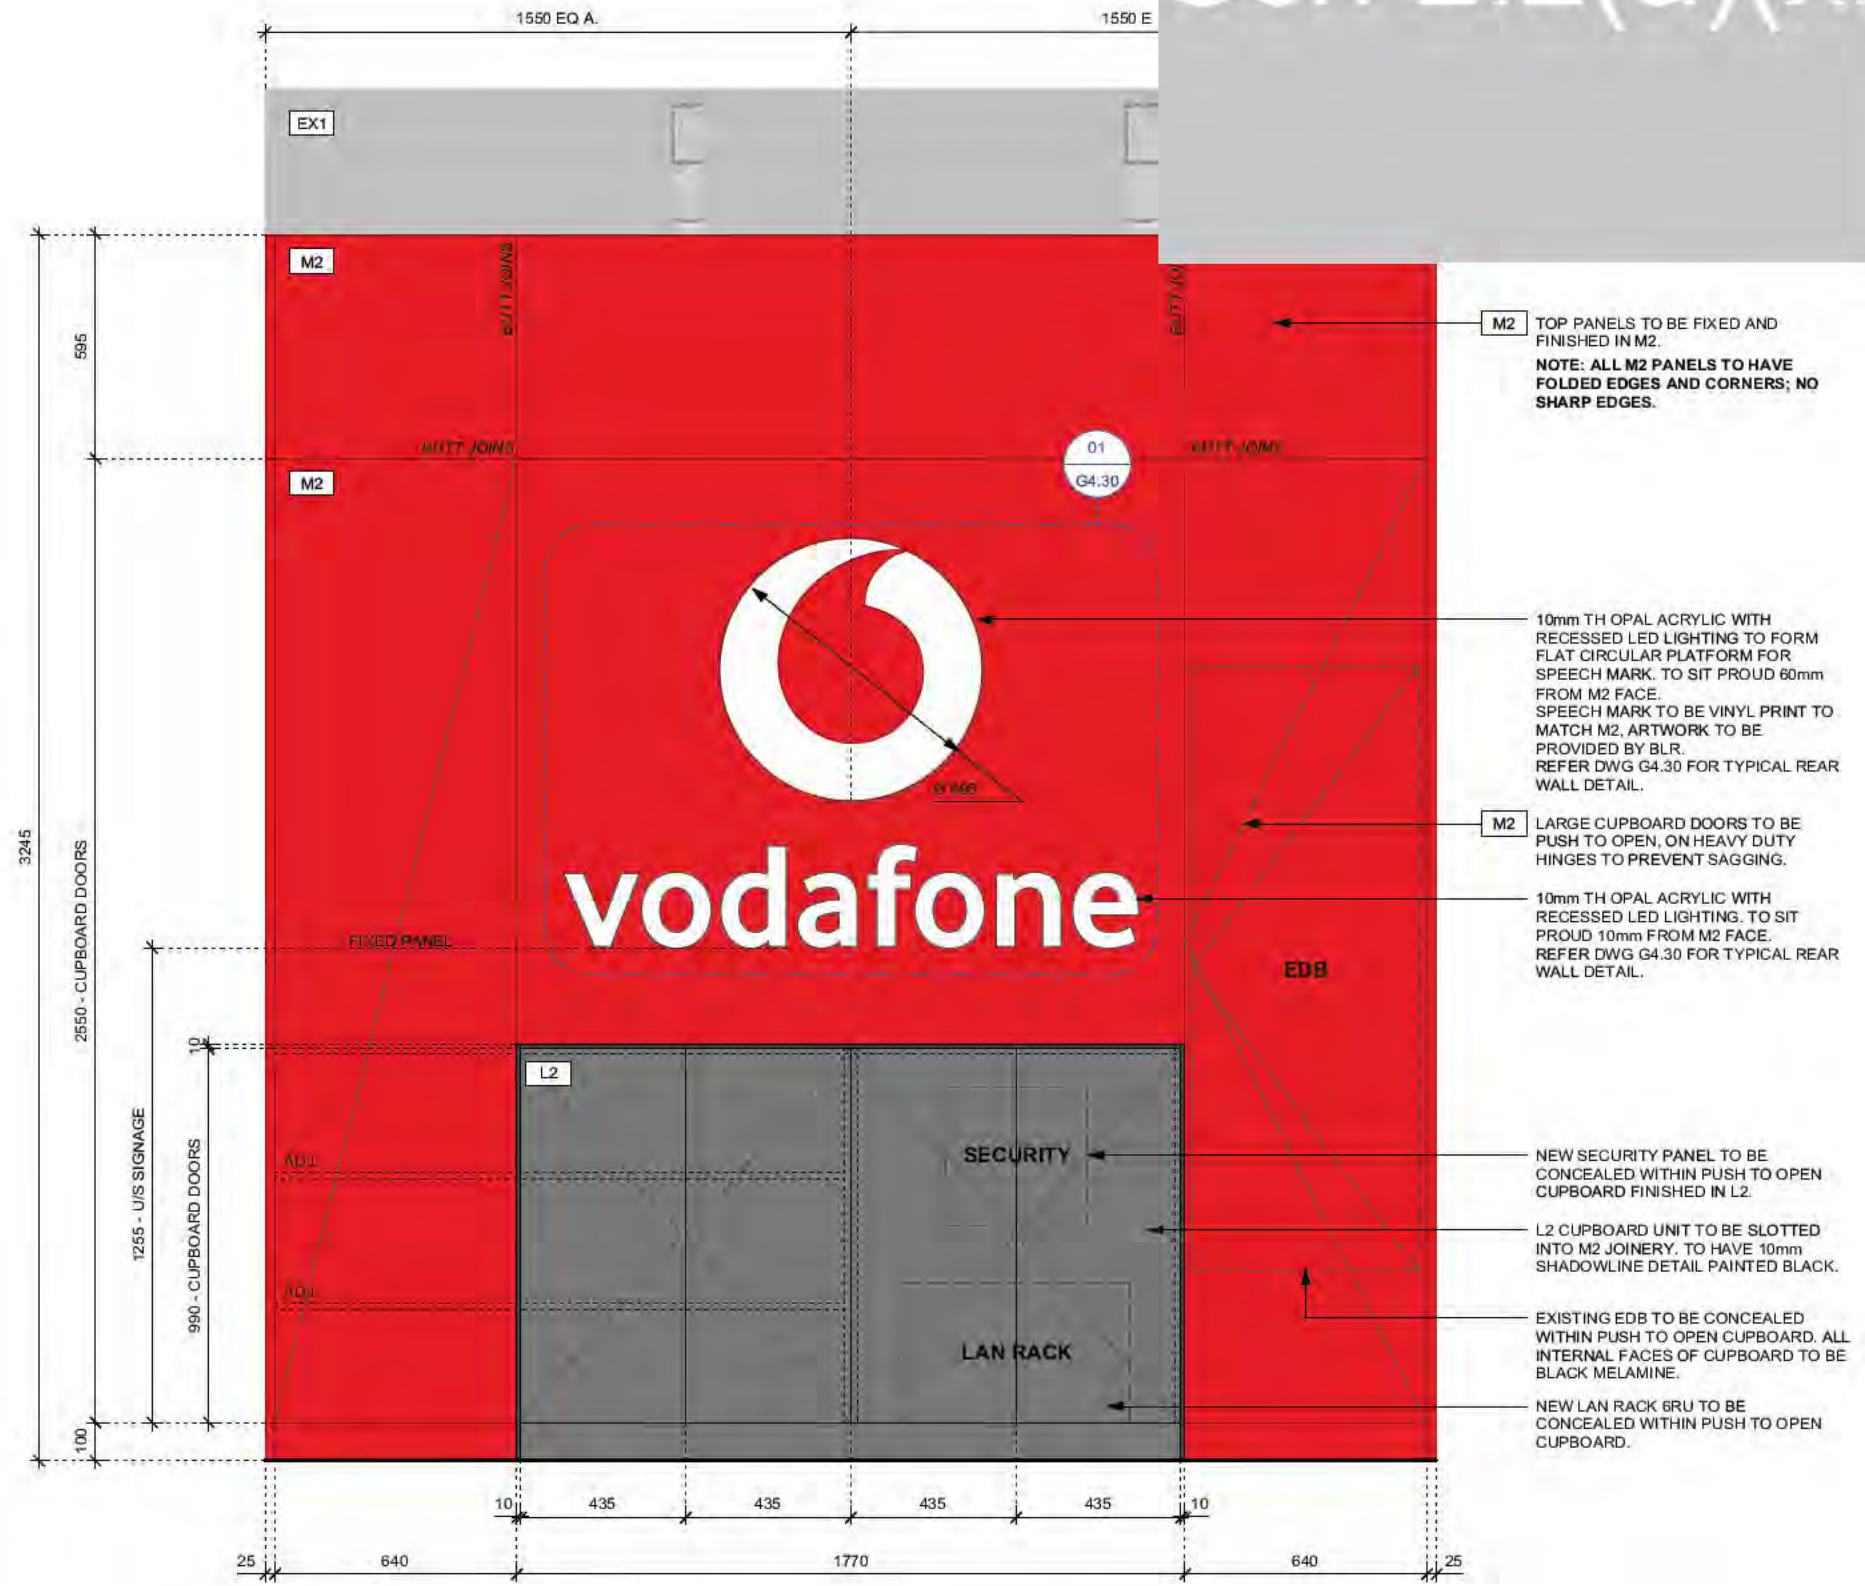 1550 EQ A.
1550 E
EX1
M2
BUTT JOINS
M2
TOP PANELS TO BE FIXED AND
FINISHED IN M2.
NOTE: ALL M2 PANELS TO HAVE
FOLDED EDGES AND CORNERS; NO
SHARP EDGES.
595
BUTT JOINS
01
G4.30
BUTT JOINS
M2
10mm TH OPAL ACRYLIC WITH
RECESSED LED LIGHTING TO FORM
FLAT CIRCULAR PLATFORM FOR
SPEECH MARK. TO SIT PROUD 60mm
FROM M2 FACE.
SPEECH MARK TO BE VINYL PRINT TO
MATCH M2, ARTWORK TO BE
PROVIDED BY BLR.
REFER DWG G4.30 FOR TYPICAL REAR
WALL DETAIL.
M2
LARGE CUPBOARD DOORS TO BE
PUSH TO OPEN, ON HEAVY DUTY
HINGES TO PREVENT SAGGING.
3245
2550 - CUPBOARD DOORS
vodafone
10mm TH OPAL ACRYLIC WITH
RECESSED LED LIGHTING. TO SIT
PROUD 10mm FROM M2 FACE.
REFER DWG G4.30 FOR TYPICAL REAR
WALL DETAIL.
FIXED PANEL
EDB
10
L2
1255 - U/S SIGNAGE
990 - CUPBOARD DOORS
ADJ.
SECURITY
NEW SECURITY PANEL TO BE
CONCEALED WITHIN PUSH TO OPEN
CUPBOARD FINISHED IN L2.
L2 CUPBOARD UNIT TO BE SLOTTED
INTO M2 JOINERY. TO HAVE 10mm
SHADOWLINE DETAIL PAINTED BLACK.
ADJ.
EXISTING EDB TO BE CONCEALED
WITHIN PUSH TO OPEN CUPBOARD. ALL
INTERNAL FACES OF CUPBOARD TO BE
BLACK MELAMINE.
LAN RACK
NEW LAN RACK 6RU TO BE
CONCEALED WITHIN PUSH TO OPEN
CUPBOARD.
100
10 435 435 435 435 10
25 640 1770 640 25